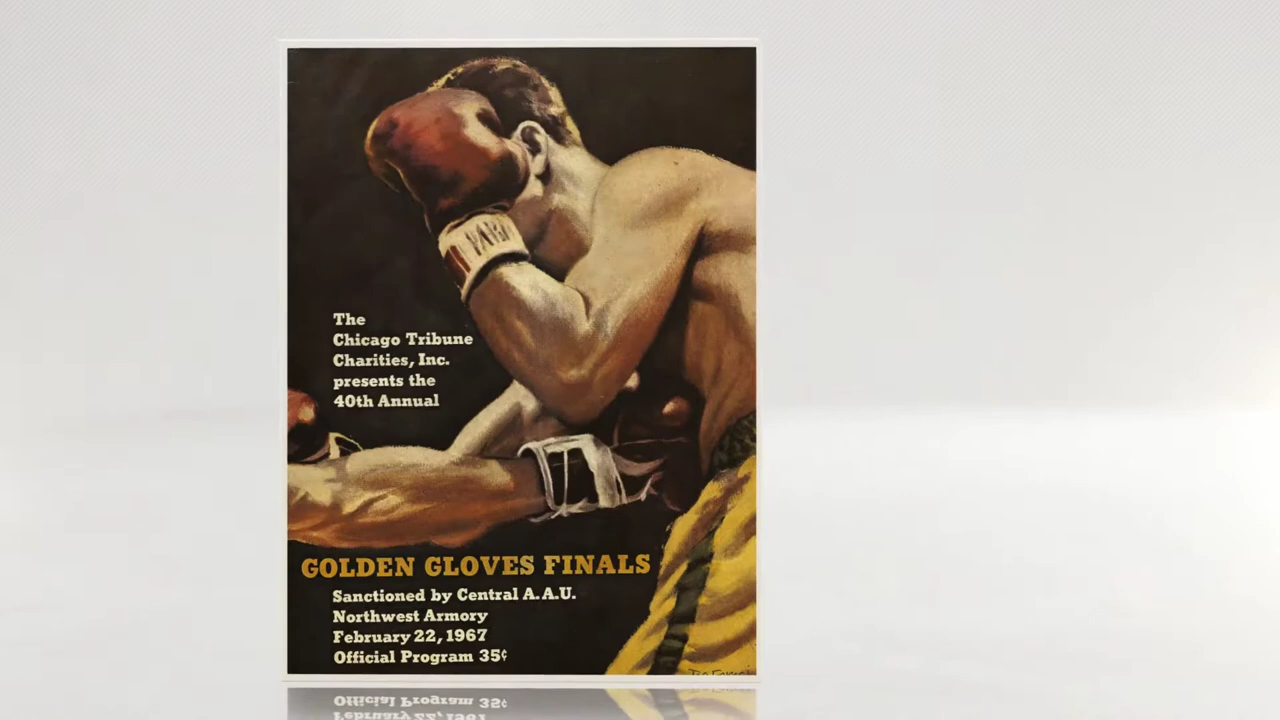 The
Chicago Tribune
Charities, Inc.
presents the
40th Annual
GOLDEN GLOVES FINALS
Sanctioned by Central A.A.U.
Northwest Armory
February 22, 1967
Official Program 35¢